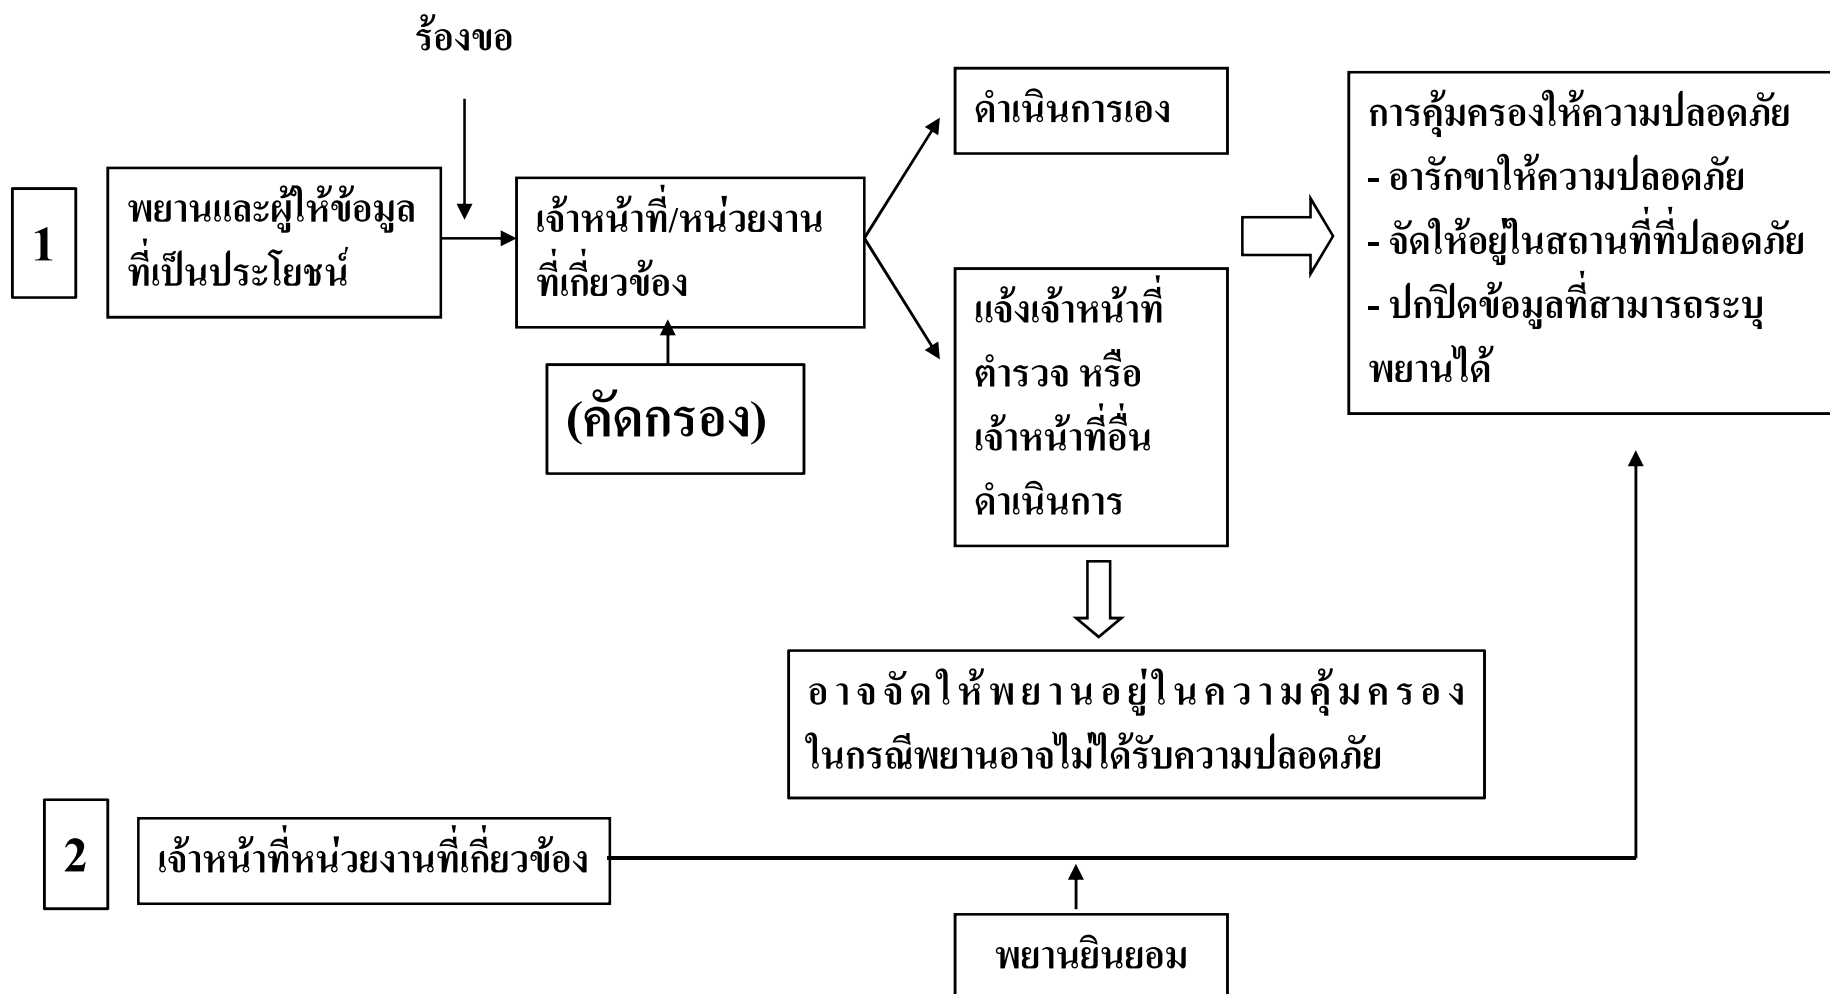 ร้องขอ
1
พยานและผู้ให้ข้อมูล
ที่เป็นประโยชน์
เจ้าหน้าที่/หน่วยงาน
ที่เกี่ยวข้อง
(คัดกรอง)
ดำเนินการเอง
แจ้งเจ้าหน้าที่
ตำรวจ หรือ
เจ้าหน้าที่อื่น
ดำเนินการ
การคุ้มครองให้ความปลอดภัย
- อารักขาให้ความปลอดภัย
- จัดให้อยู่ในสถานที่ที่ปลอดภัย
- ปกปิดข้อมูลที่สามารถระบุ
พยานได้
อาจจัดให้พยานอยู่ในความคุ้มครอง
ในกรณีพยานอาจไม่ได้รับความปลอดภัย
2
เจ้าหน้าที่หน่วยงานที่เกี่ยวข้อง
พยานยินยอม